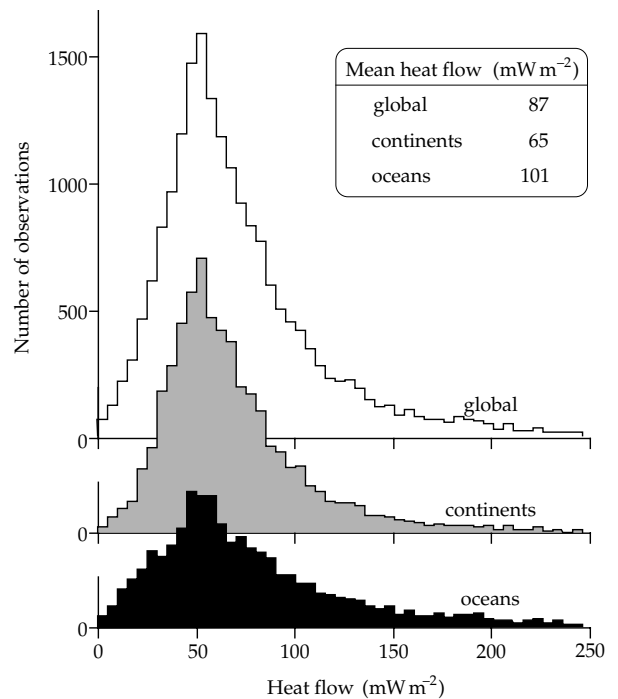 1500
Mean heat flow (mW m⁻²)
global 87
continents 65
oceans 101
1000
Number of observations
500
global
0
continents
0
oceans
0
0 50 100 150 200 250
Heat flow (mW m⁻²)